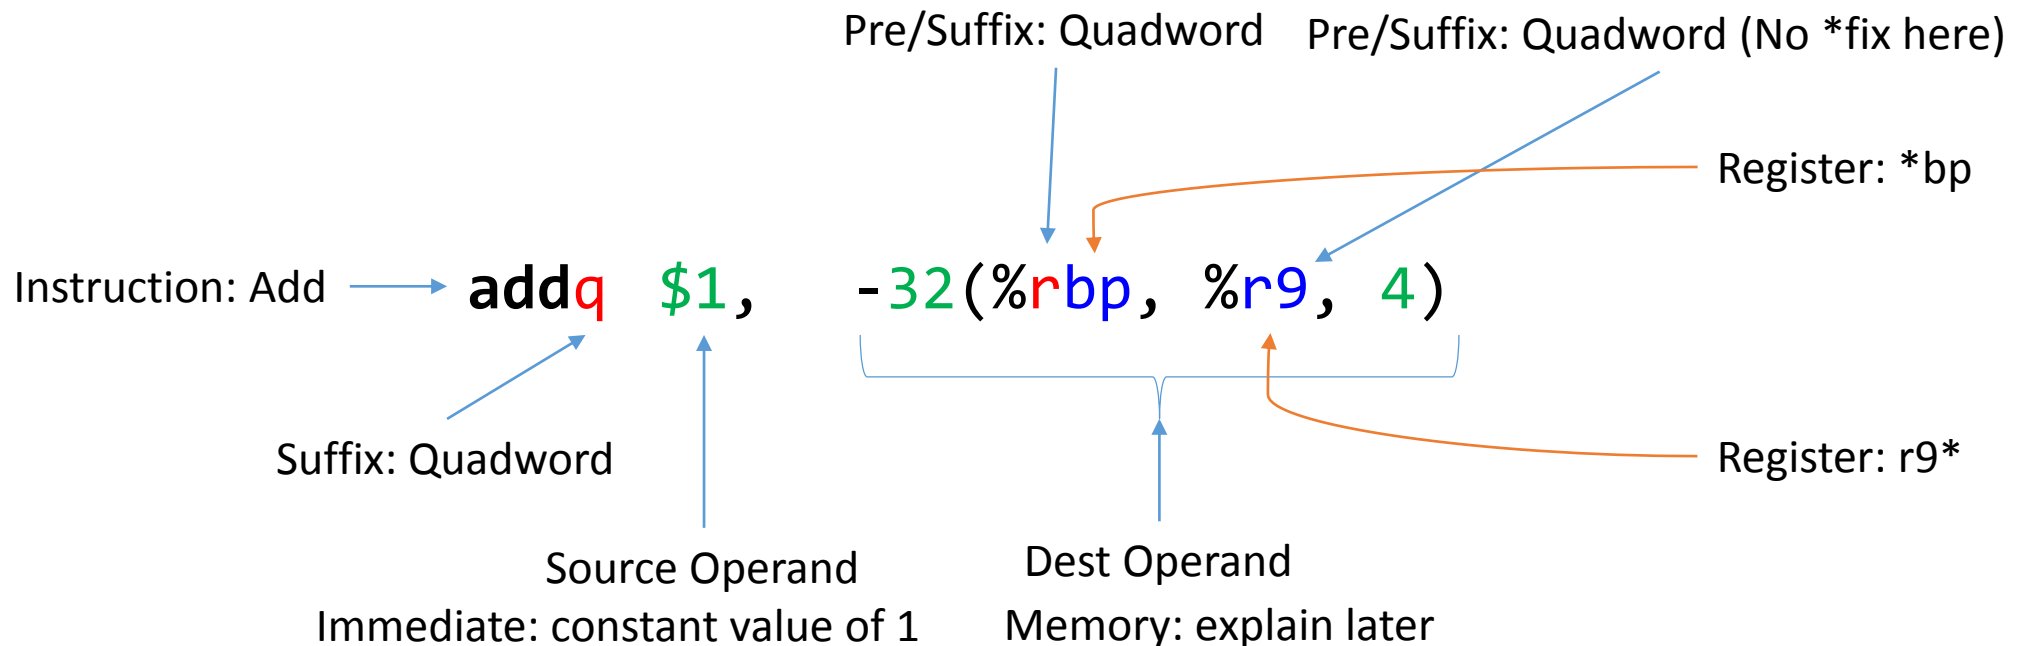 Pre/Suffix: Quadword
Pre/Suffix: Quadword (No *fix here)
Register: *bp
Instruction: Add
addq $1, -32(%rbp, %r9, 4)
Suffix: Quadword
Register: r9*
Source Operand
Immediate: constant value of 1
Dest Operand
Memory: explain later